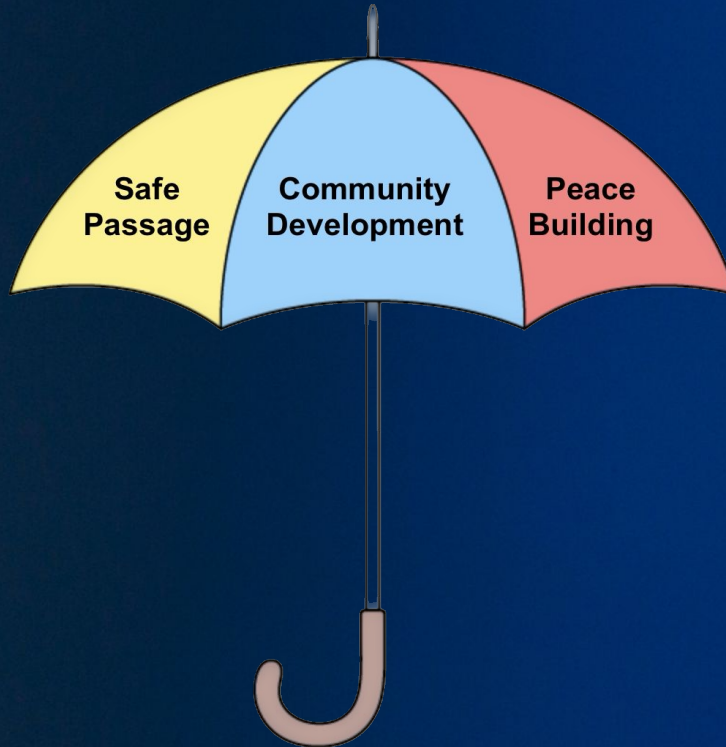 Safe
Passage
Community
Development
Peace
Building